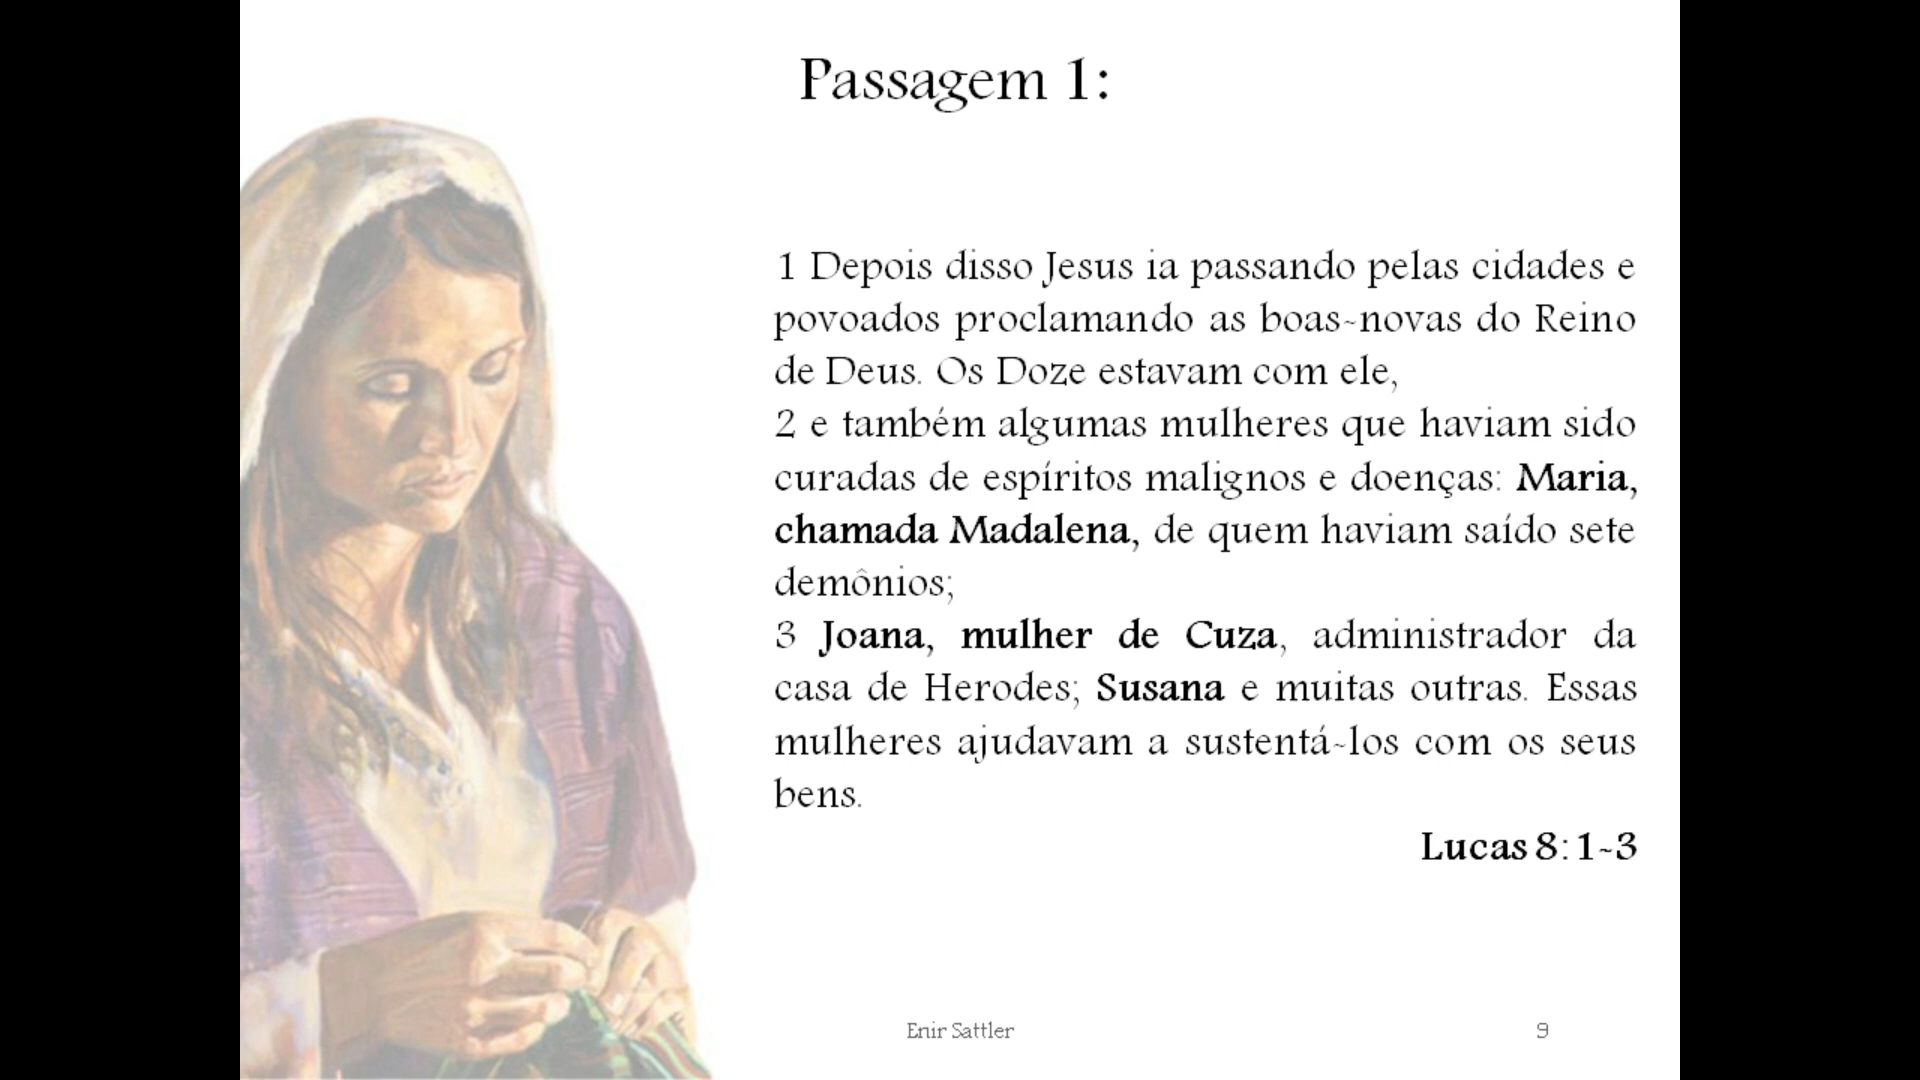 Passagem 1:
1 Depois disso Jesus ia passando pelas cidades e
povoados proclamando as boas-novas do Reino
de Deus. Os Doze estavam com ele,
2 e também algumas mulheres que haviam sido
curadas de espíritos malignos e doenças: Maria,
chamada Madalena, de quem haviam saído sete
demônios;
3 Joana, mulher de Cuza, administrador da
casa de Herodes; Susana e muitas outras. Essas
mulheres ajudavam a sustentá-los com os seus
bens.
Lucas 8: 1-3
Enir Sattler
9